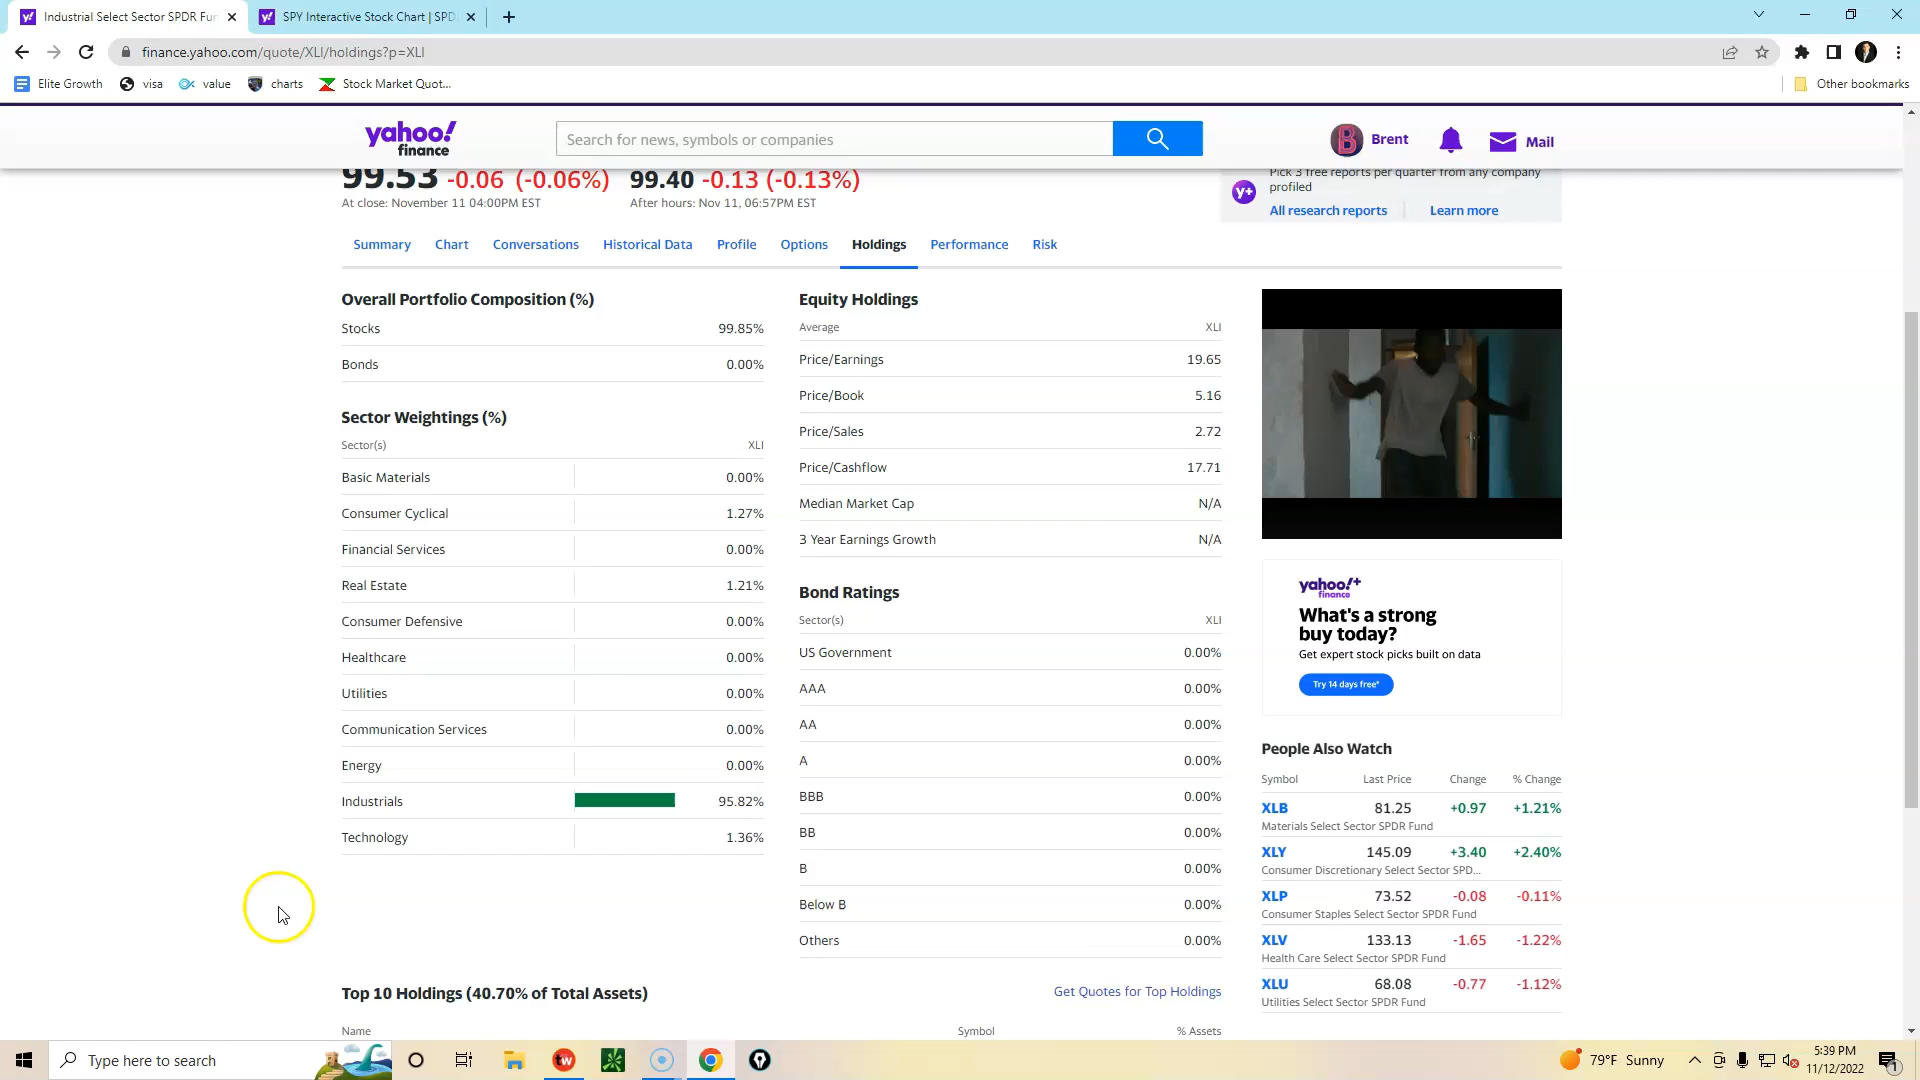 Industrial Select Sector SPDR Fun
SPY Interactive Stock Chart | SPD
finance.yahoo.com/quote/XLI/holdings?p=XLI
Elite Growth
visa
value
charts
Stock Market Quot...
Other bookmarks
yahoo!
finance
Search for news, symbols or companies
Brent
Mail
99.53 -0.06 (-0.06%) 99.40 -0.13 (-0.13%)
At close: November 11 04:00PM EST
After hours: Nov 11, 06:57PM EST
Pick 3 free reports per quarter from any company
profiled
All research reports
Learn more
Summary
Chart
Conversations
Historical Data
Profile
Options
Holdings
Performance
Risk
Overall Portfolio Composition (%)
Stocks 99.85%
Bonds 0.00%
Sector Weightings (%)
Sector(s) XLI
Basic Materials 0.00%
Consumer Cyclical 1.27%
Financial Services 0.00%
Real Estate 1.21%
Consumer Defensive 0.00%
Healthcare 0.00%
Utilities 0.00%
Communication Services 0.00%
Energy 0.00%
Industrials 95.82%
Technology 1.36%
Equity Holdings
Average XLI
Price/Earnings 19.65
Price/Book 5.16
Price/Sales 2.72
Price/Cashflow 17.71
Median Market Cap N/A
3 Year Earnings Growth N/A
Bond Ratings
Sector(s) XLI
US Government 0.00%
AAA 0.00%
AA 0.00%
A 0.00%
BBB 0.00%
BB 0.00%
B 0.00%
Below B 0.00%
Others 0.00%
yahoo!+
finance
What's a strong
buy today?
Get expert stock picks built on data
Try 14 days free*
People Also Watch
Symbol Last Price Change % Change
XLB 81.25 +0.97 +1.21%
Materials Select Sector SPDR Fund
XLY 145.09 +3.40 +2.40%
Consumer Discretionary Select Sector SPD...
XLP 73.52 -0.08 -0.11%
Consumer Staples Select Sector SPDR Fund
XLV 133.13 -1.65 -1.22%
Health Care Select Sector SPDR Fund
XLU 68.08 -0.77 -1.12%
Utilities Select Sector SPDR Fund
Top 10 Holdings (40.70% of Total Assets)
Get Quotes for Top Holdings
Name Symbol % Assets
Type here to search
tw
79°F Sunny
5:39 PM
11/12/2022
1